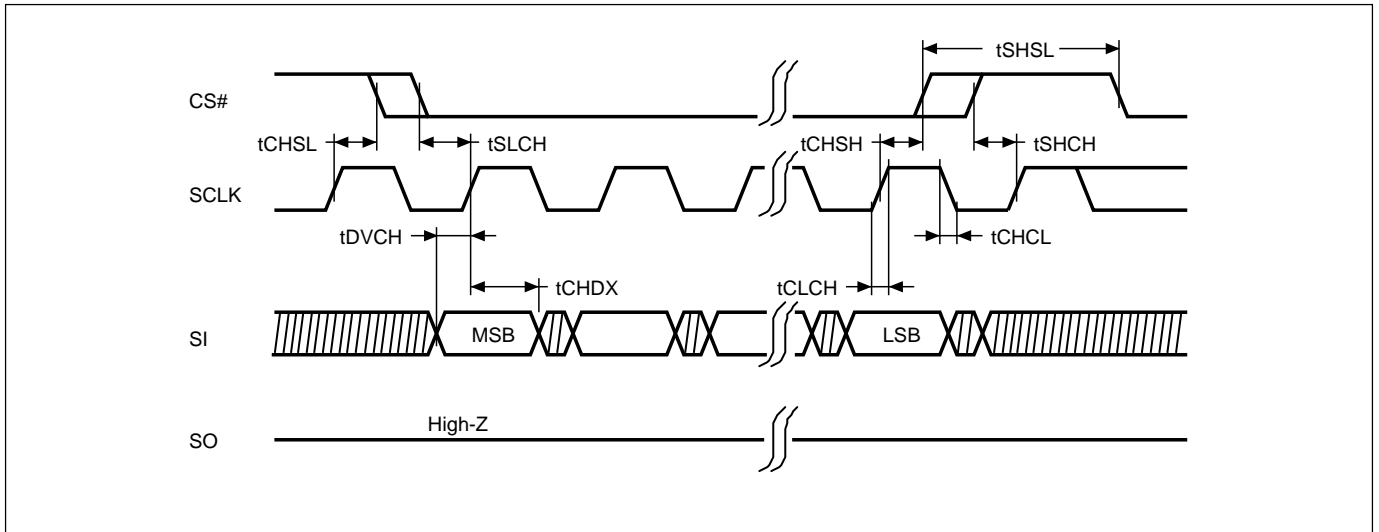 tSHSL
CS#
tCHSL
tSLCH
tCHSH
tSHCH
SCLK
tDVCH
tCHCL
tCHDX
tCLCH
SI
MSB
LSB
High-Z
SO